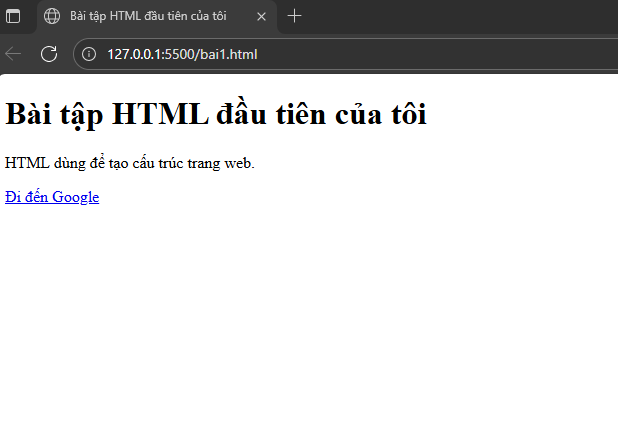 Bài tập HTML đầu tiên của tôi
127.0.0.1:5500/bai1.html
Bài tập HTML đầu tiên của tôi
HTML dùng để tạo cấu trúc trang web.
Đi đến Google